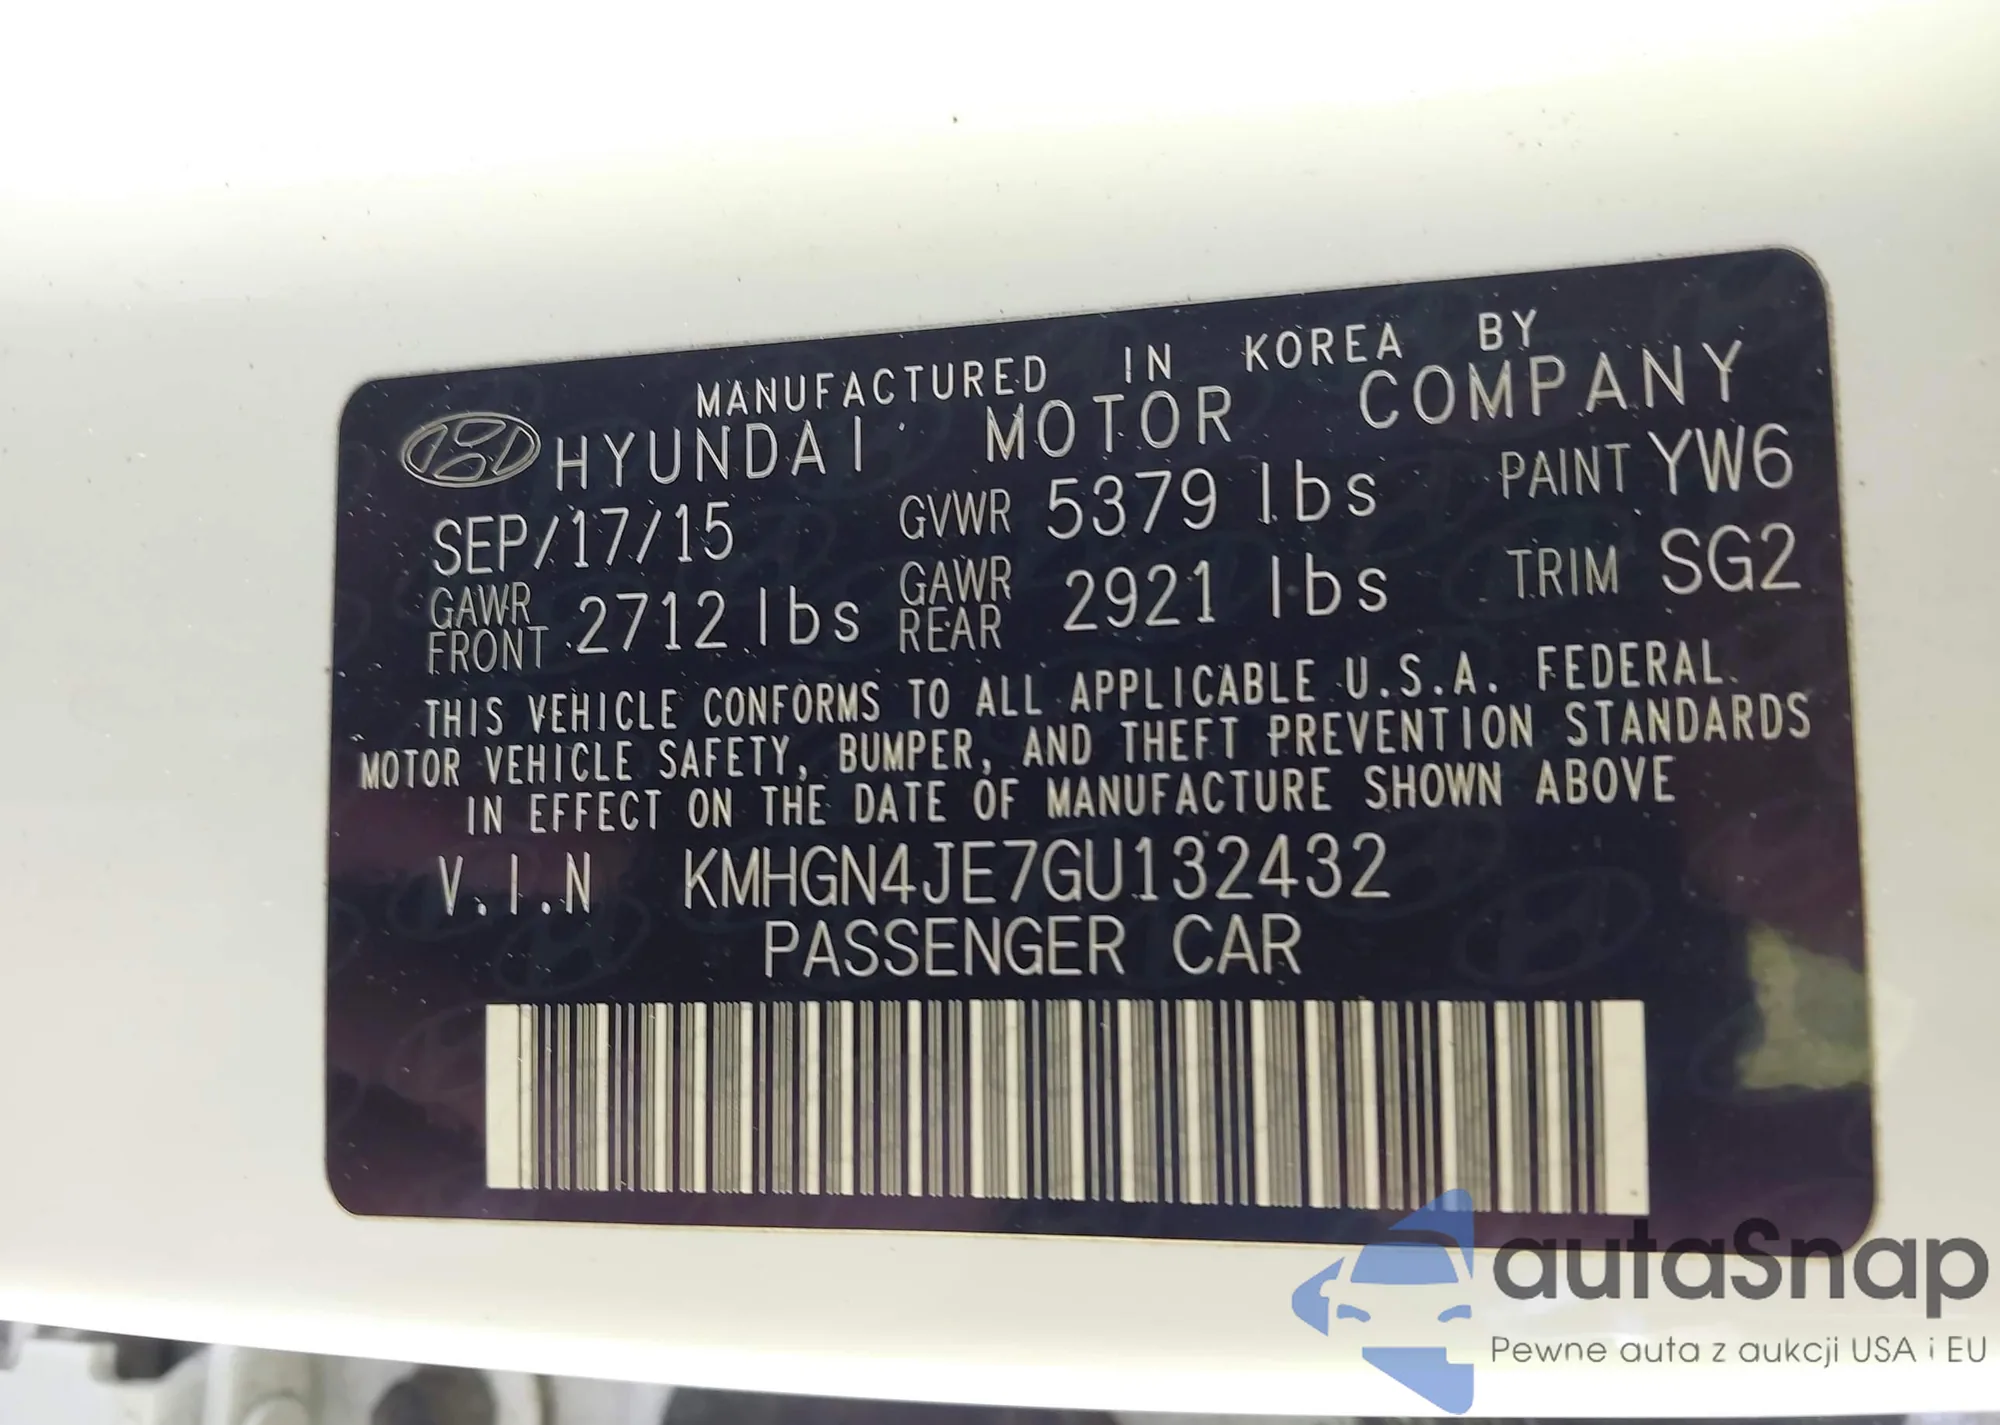 MANUFACTURED IN KOREA BY
HYUNDAI MOTOR COMPANY
SEP/17/15 GVWR 5379 lbs PAINT YW6
GAWR FRONT 2712 lbs GAWR REAR 2921 lbs TRIM SG2
THIS VEHICLE CONFORMS TO ALL APPLICABLE U.S.A. FEDERAL
MOTOR VEHICLE SAFETY, BUMPER, AND THEFT PREVENTION STANDARDS
IN EFFECT ON THE DATE OF MANUFACTURE SHOWN ABOVE
V.I.N KMHGN4JE7GU132432
PASSENGER CAR
autaSnap
Pewne auta z aukcji USA i EU